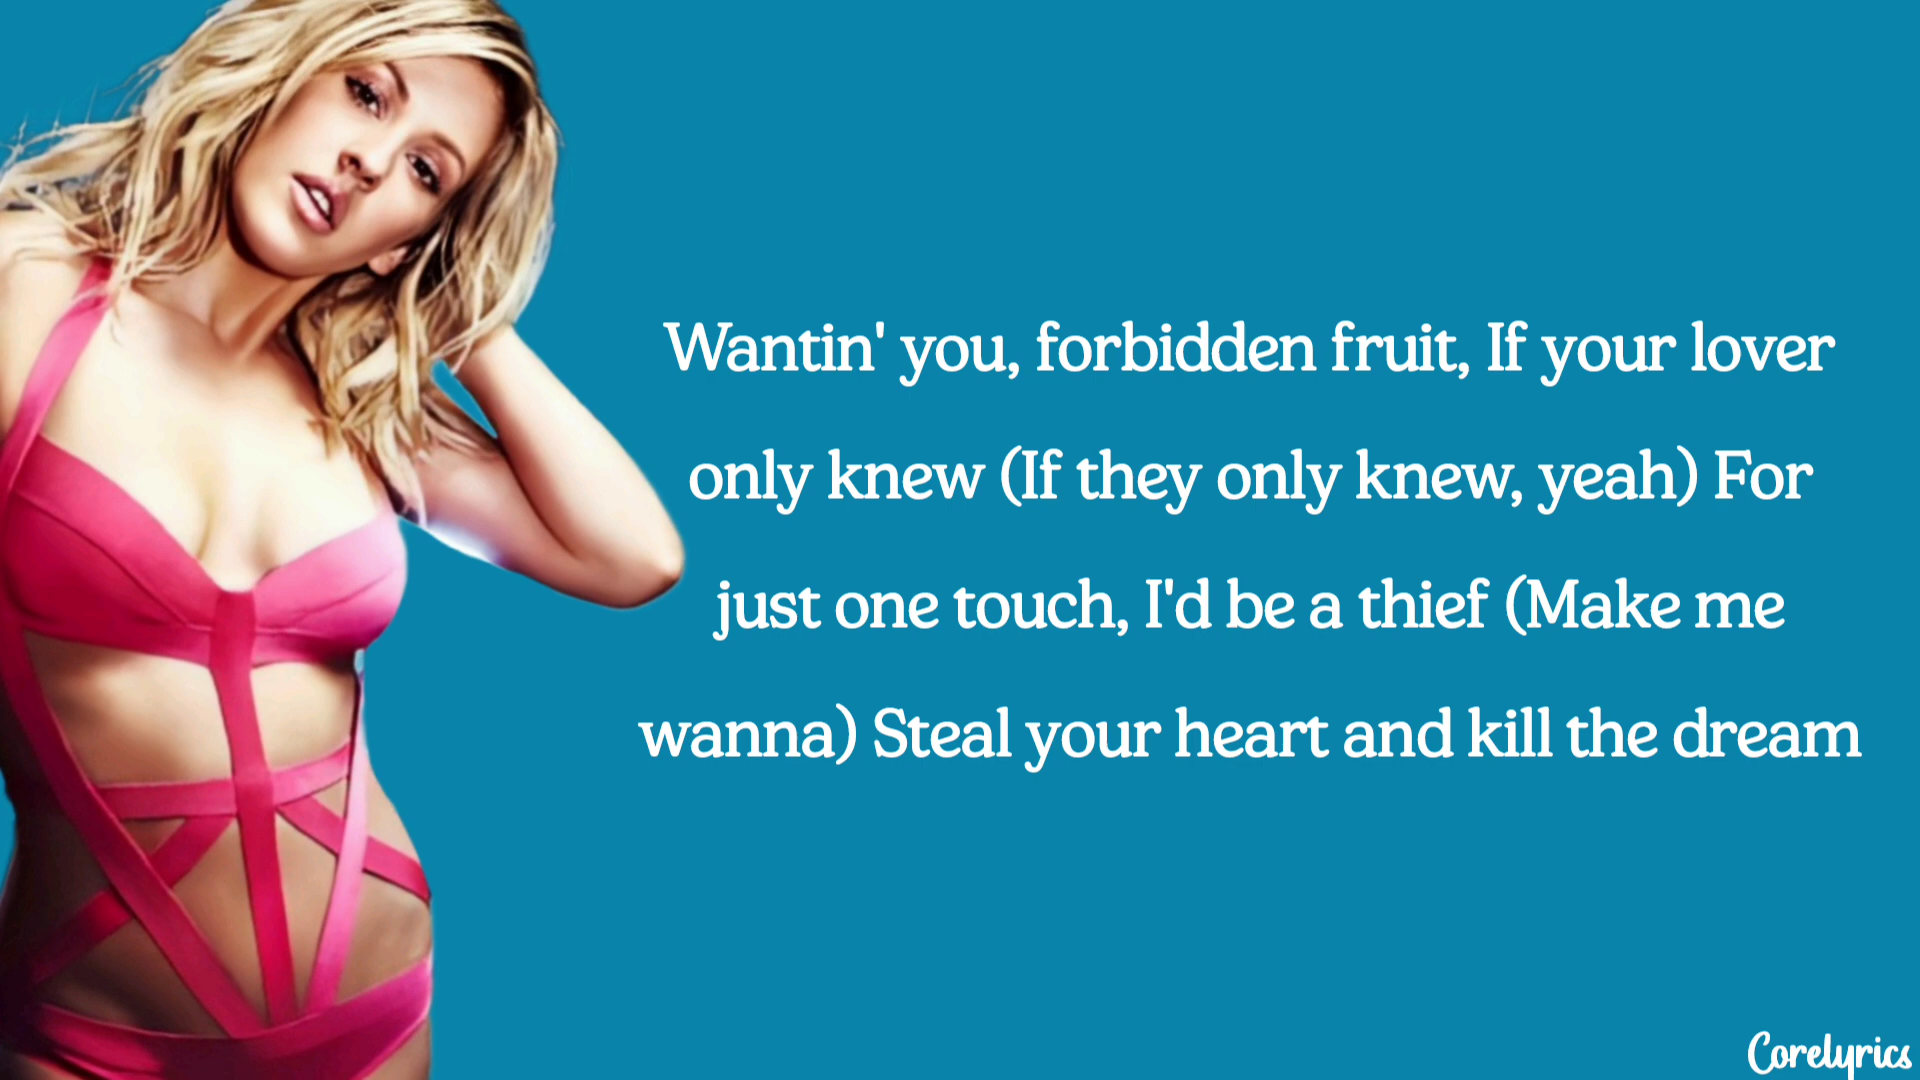 Wantin' you, forbidden fruit, If your lover
only knew (If they only knew, yeah) For
just one touch, I'd be a thief (Make me
wanna) Steal your heart and kill the dream
Corelyrics